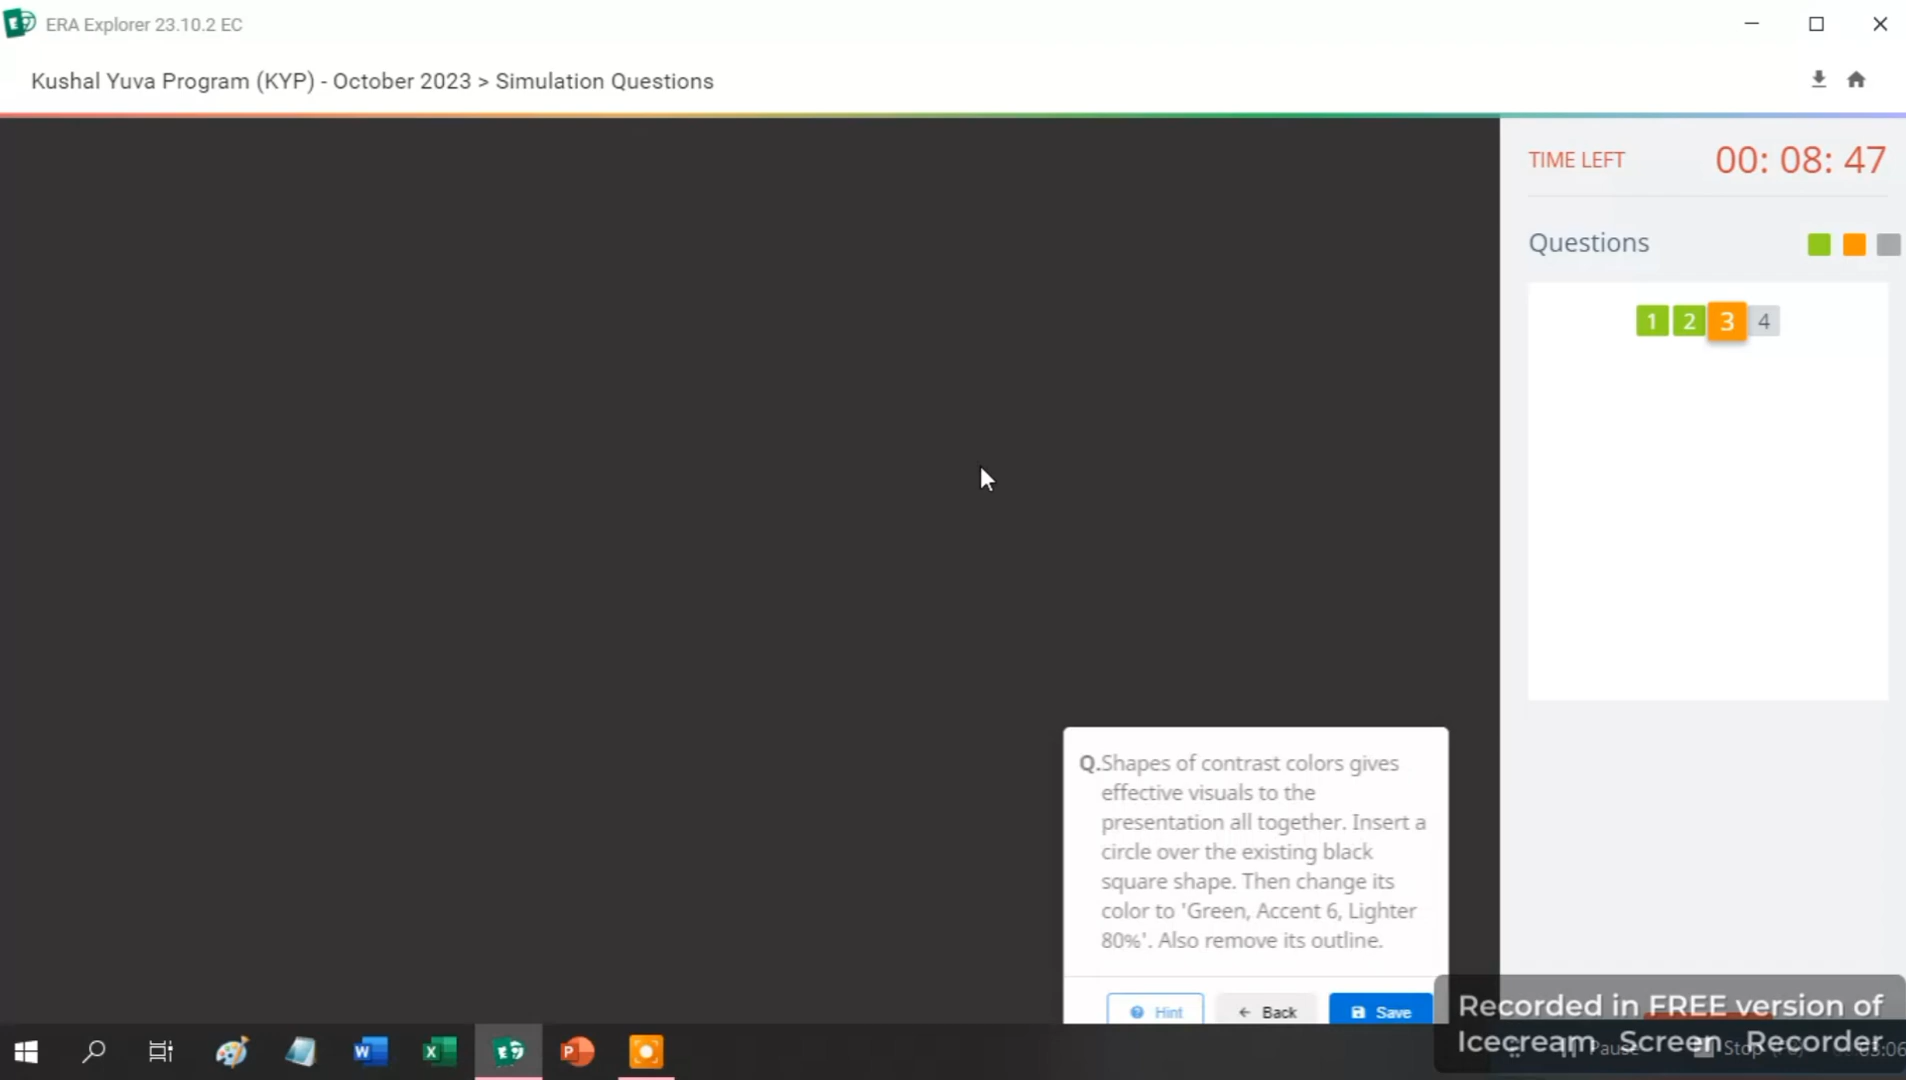 ERA Explorer 23.10.2 EC
Kushal Yuva Program (KYP) - October 2023 > Simulation Questions
TIME LEFT 00: 08: 47
Questions
1 2 3 4
Q.Shapes of contrast colors gives
effective visuals to the
presentation all together. Insert a
circle over the existing black
square shape. Then change its
color to 'Green, Accent 6, Lighter
80%'. Also remove its outline.
Hint Back Save
Recorded in FREE version of
Icecream Screen Recorder
Pause Stop